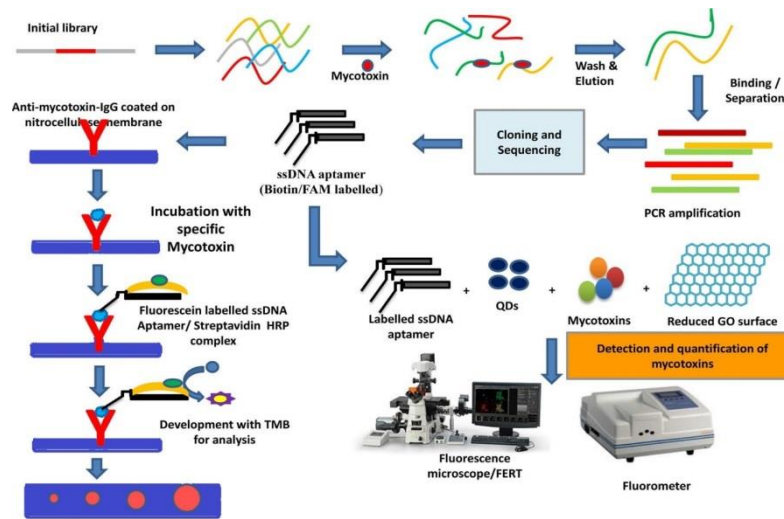 Initial library
Mycotoxin
Wash &
Elution
Binding /
Separation
PCR amplification
Cloning and
Sequencing
ssDNA aptamer
(Biotin/FAM labelled)
Anti-mycotoxin-IgG coated on
nitrocellulose membrane
Incubation with
specific
Mycotoxin
Fluorescein labelled ssDNA
Aptamer/ Streptavidin HRP
complex
Development with TMB
for analysis
Labelled ssDNA
aptamer
+
QDs
+
Mycotoxins
+
Reduced GO surface
Detection and quantification of
mycotoxins
Fluorescence
microscope/FERT
Fluorometer